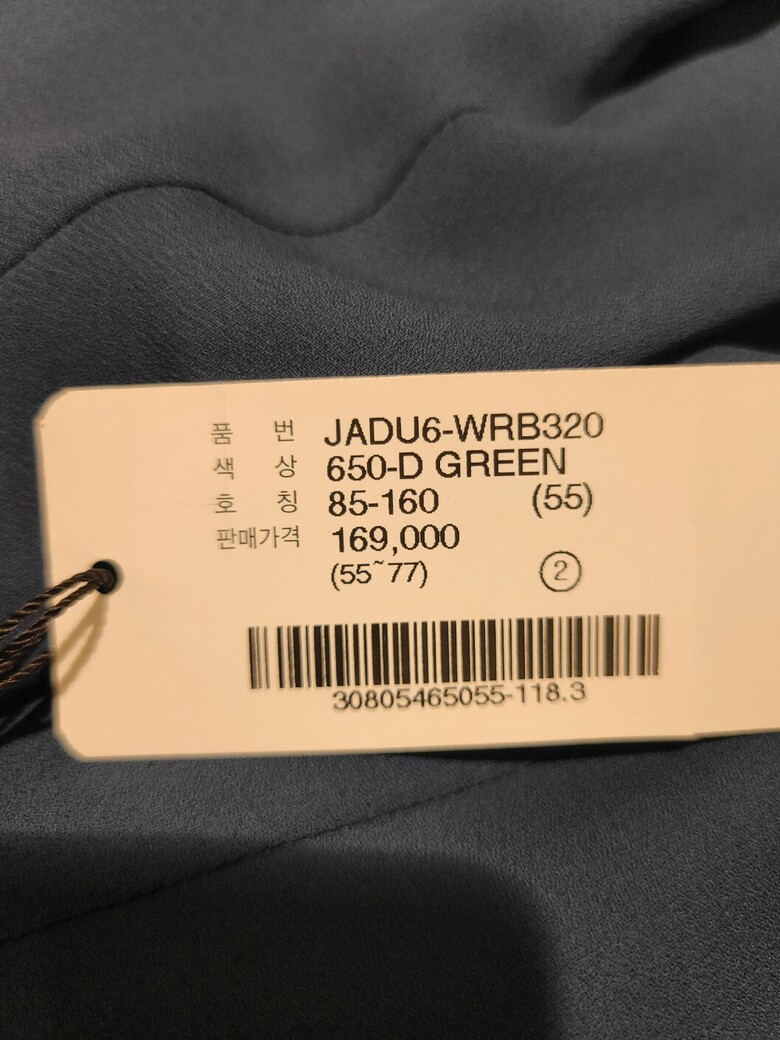 품 번 JADU6-WRB320
색 상 650-D GREEN
호 칭 85-160 (55)
판매가격 169,000
(55~77) ②
30805465055-118.3